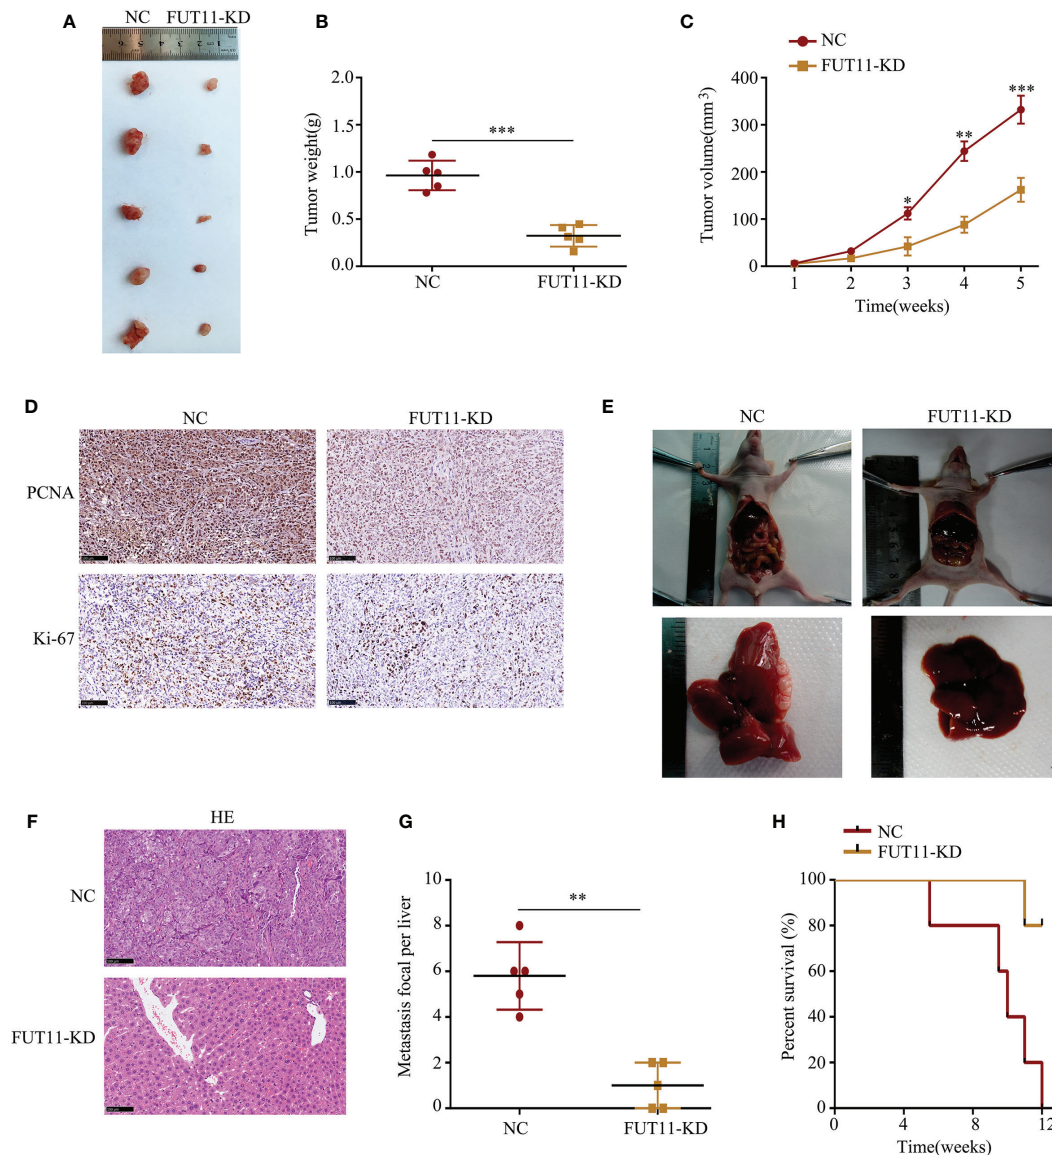 A
NC FUT11-KD
B
Tumor weight(g)
2.0
1.5
1.0
0.5
0.0
***
NC
FUT11-KD
C
NC
FUT11-KD
Tumor volume(mm3)
400
300
200
100
0
*
**
***
1 2 3 4 5
Time(weeks)
D
NC FUT11-KD
PCNA
Ki-67
E
NC FUT11-KD
F
HE
NC
FUT11-KD
G
Metastasis focal per liver
10
8
6
4
2
0
**
NC
FUT11-KD
H
NC
FUT11-KD
Percent survival (%)
100
80
60
40
20
0
0 4 8 12
Time(weeks)